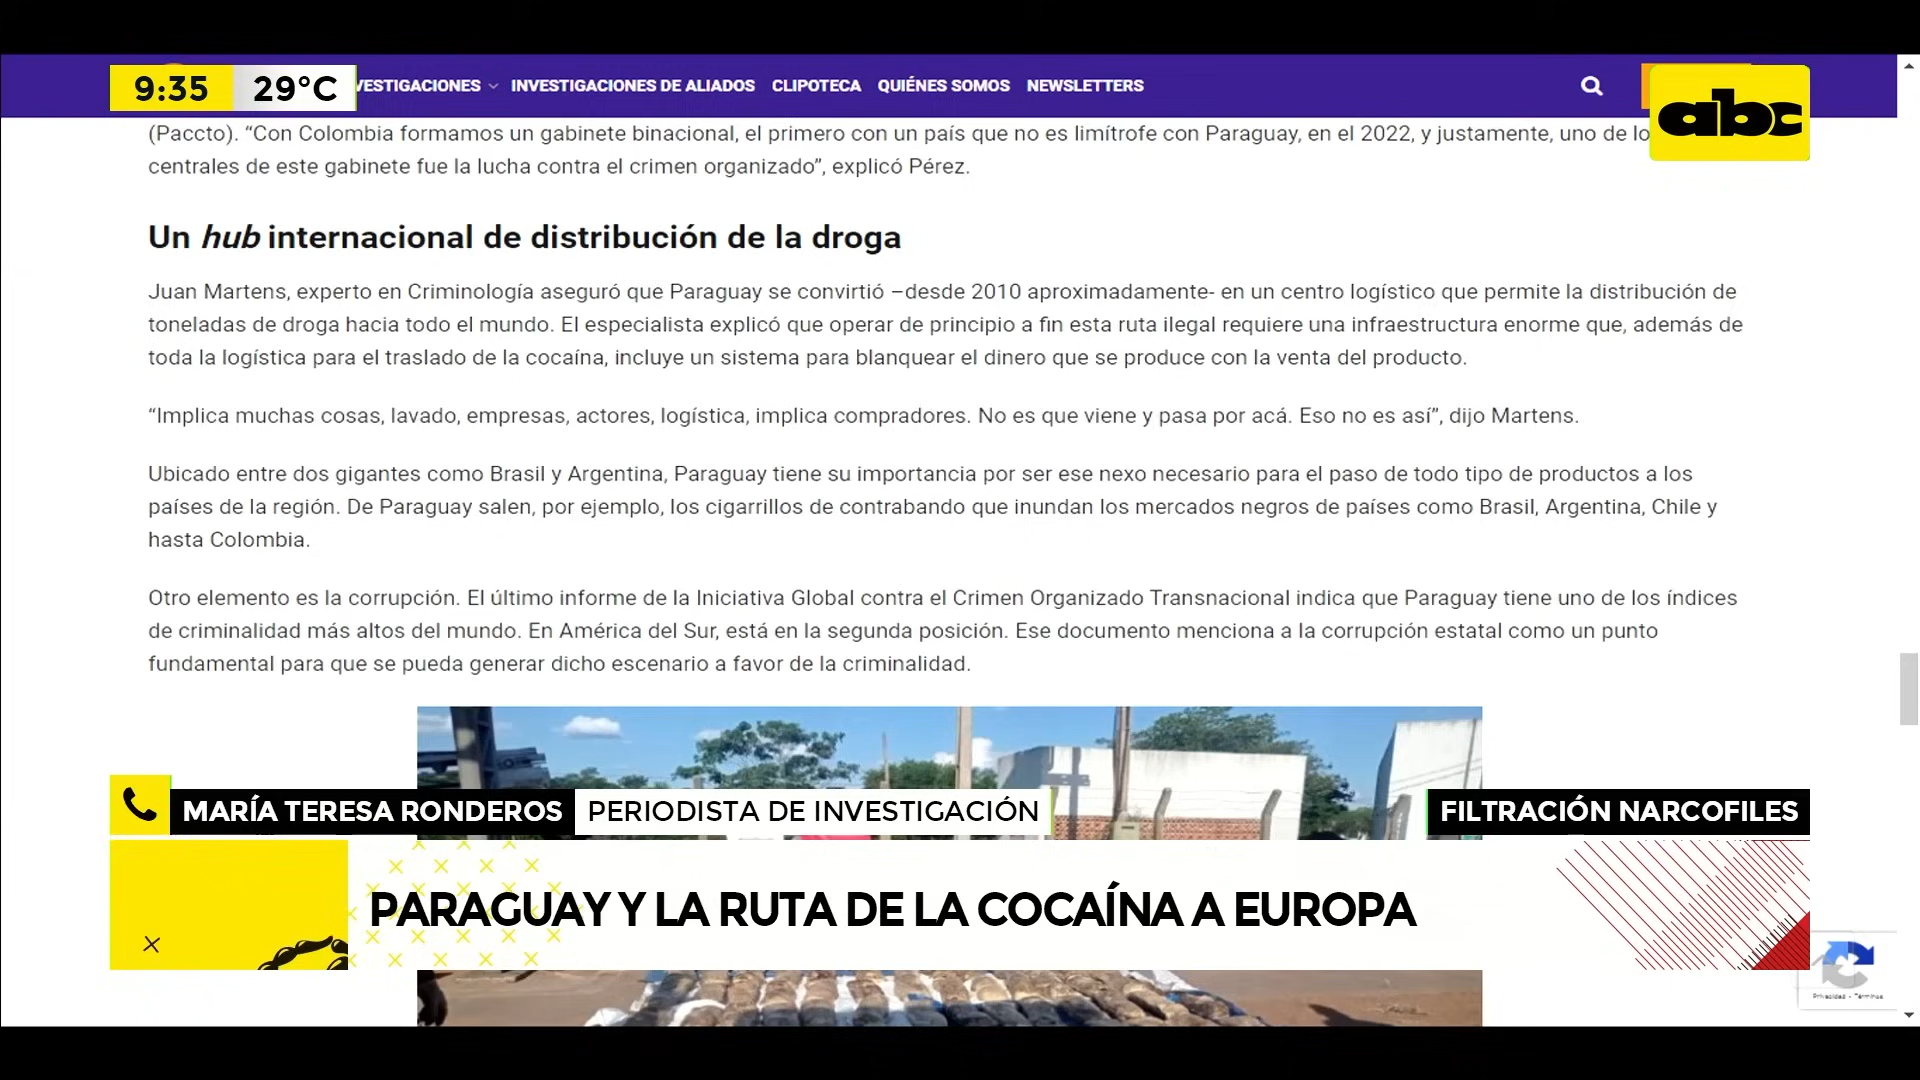 9:35 29°C
VESTIGACIONES INVESTIGACIONES DE ALIADOS CLIPOTECA QUIÉNES SOMOS NEWSLETTERS
abc
(Paccto). “Con Colombia formamos un gabinete binacional, el primero con un país que no es limítrofe con Paraguay, en el 2022, y justamente, uno de lo
centrales de este gabinete fue la lucha contra el crimen organizado”, explicó Pérez.
Un hub internacional de distribución de la droga
Juan Martens, experto en Criminología aseguró que Paraguay se convirtió –desde 2010 aproximadamente- en un centro logístico que permite la distribución de
toneladas de droga hacia todo el mundo. El especialista explicó que operar de principio a fin esta ruta ilegal requiere una infraestructura enorme que, además de
toda la logística para el traslado de la cocaína, incluye un sistema para blanquear el dinero que se produce con la venta del producto.
“Implica muchas cosas, lavado, empresas, actores, logística, implica compradores. No es que viene y pasa por acá. Eso no es así”, dijo Martens.
Ubicado entre dos gigantes como Brasil y Argentina, Paraguay tiene su importancia por ser ese nexo necesario para el paso de todo tipo de productos a los
países de la región. De Paraguay salen, por ejemplo, los cigarrillos de contrabando que inundan los mercados negros de países como Brasil, Argentina, Chile y
hasta Colombia.
Otro elemento es la corrupción. El último informe de la Iniciativa Global contra el Crimen Organizado Transnacional indica que Paraguay tiene uno de los índices
de criminalidad más altos del mundo. En América del Sur, está en la segunda posición. Ese documento menciona a la corrupción estatal como un punto
fundamental para que se pueda generar dicho escenario a favor de la criminalidad.
MARÍA TERESA RONDEROS PERIODISTA DE INVESTIGACIÓN
FILTRACIÓN NARCOFILES
PARAGUAY Y LA RUTA DE LA COCAÍNA A EUROPA
Privacidad - Términos